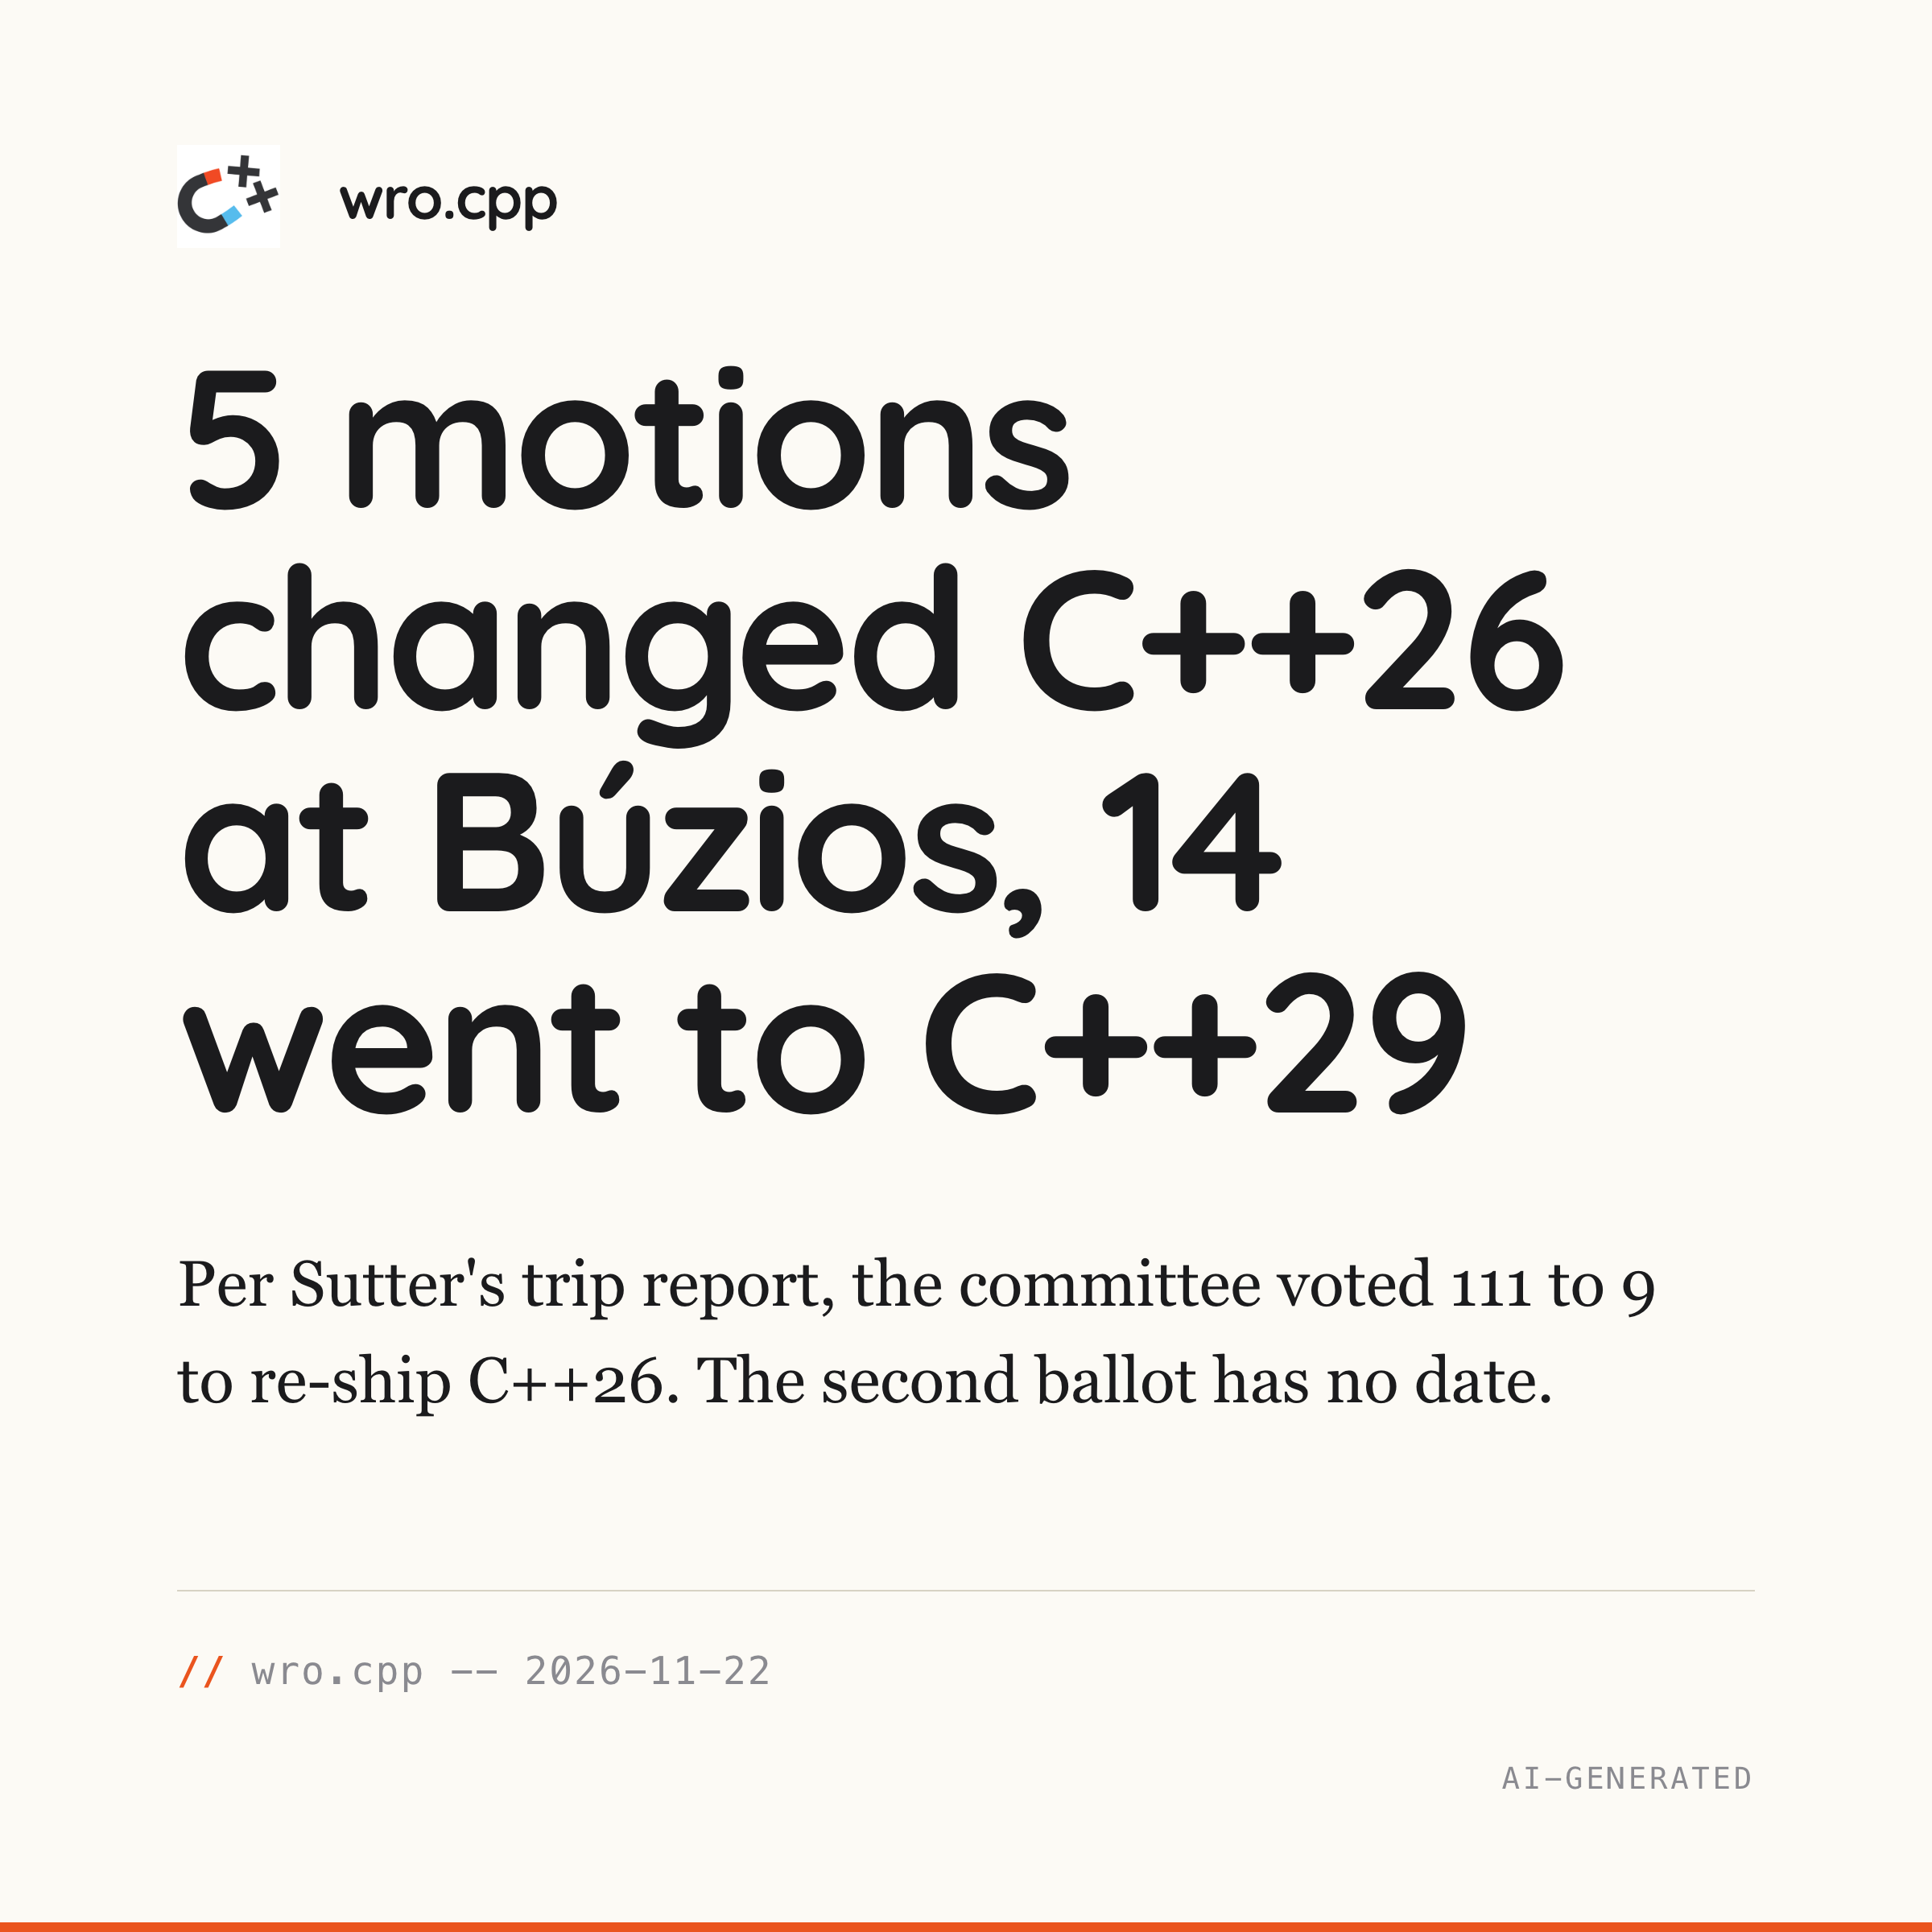 wro.cpp
5 motions
changed C++26
at Búzios, 14
went to C++29
Per Sutter's trip report, the committee voted 111 to 9
to re-ship C++26. The second ballot has no date.
// wro.cpp -- 2026-11-22
AI-GENERATED